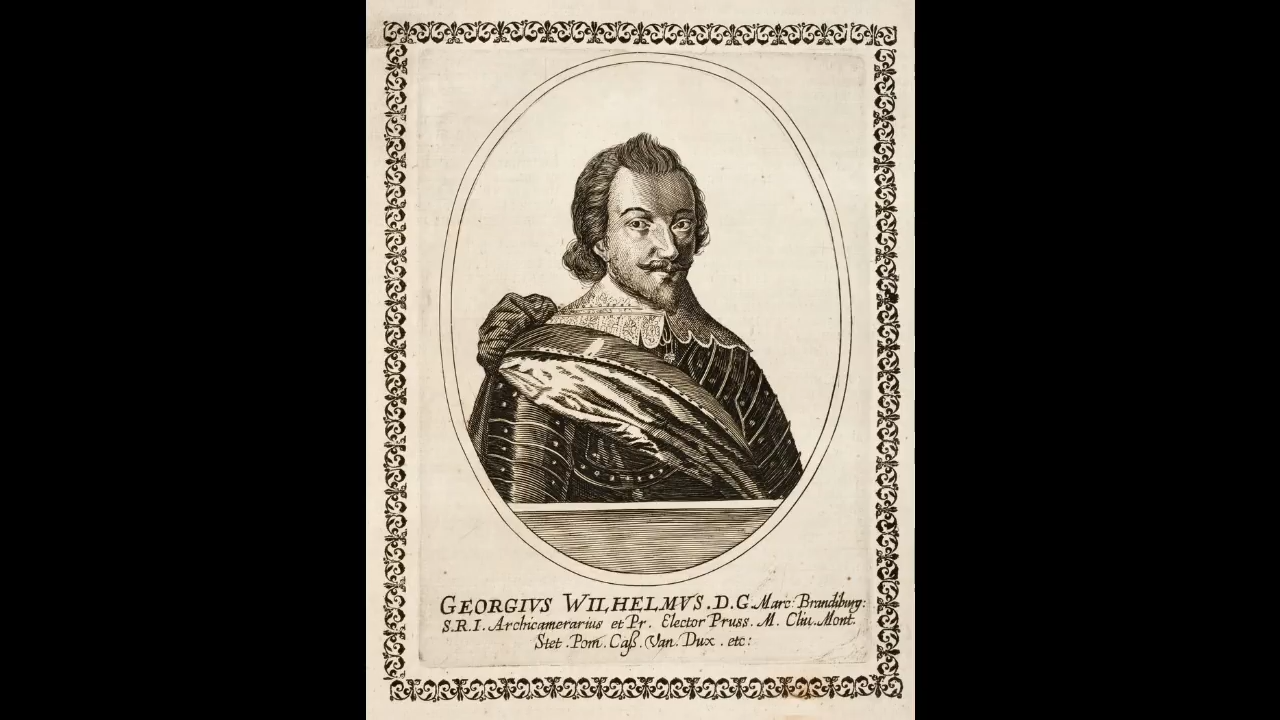 GEORGIVS WILHELMVS. D. G. Marc: Brandiburg:
S. R. I. Archicamerarius et Pr. Elector Pruss. M. Cliu. Mont.
Stet. Pom. Caß. Van. Dux. etc: